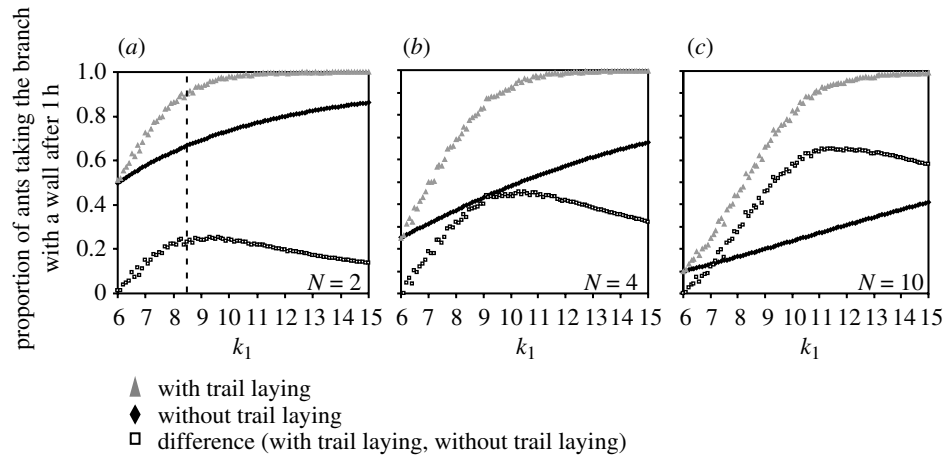 (a) (b) (c)
proportion of ants taking the branch
with a wall after 1 h
1.0
0.8
0.6
0.4
0.2
0
N = 2 N = 4 N = 10
6 7 8 9 10 11 12 13 14 15 6 7 8 9 10 11 12 13 14 15 6 7 8 9 10 11 12 13 14 15
k1 k1 k1
with trail laying
without trail laying
difference (with trail laying, without trail laying)